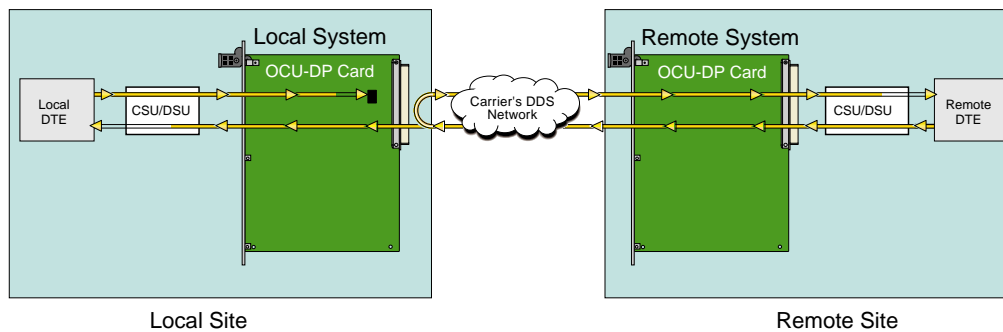 Local System
OCU-DP Card
Local
DTE
CSU/DSU
Carrier's DDS
Network
Remote System
OCU-DP Card
CSU/DSU
Remote
DTE
Local Site
Remote Site